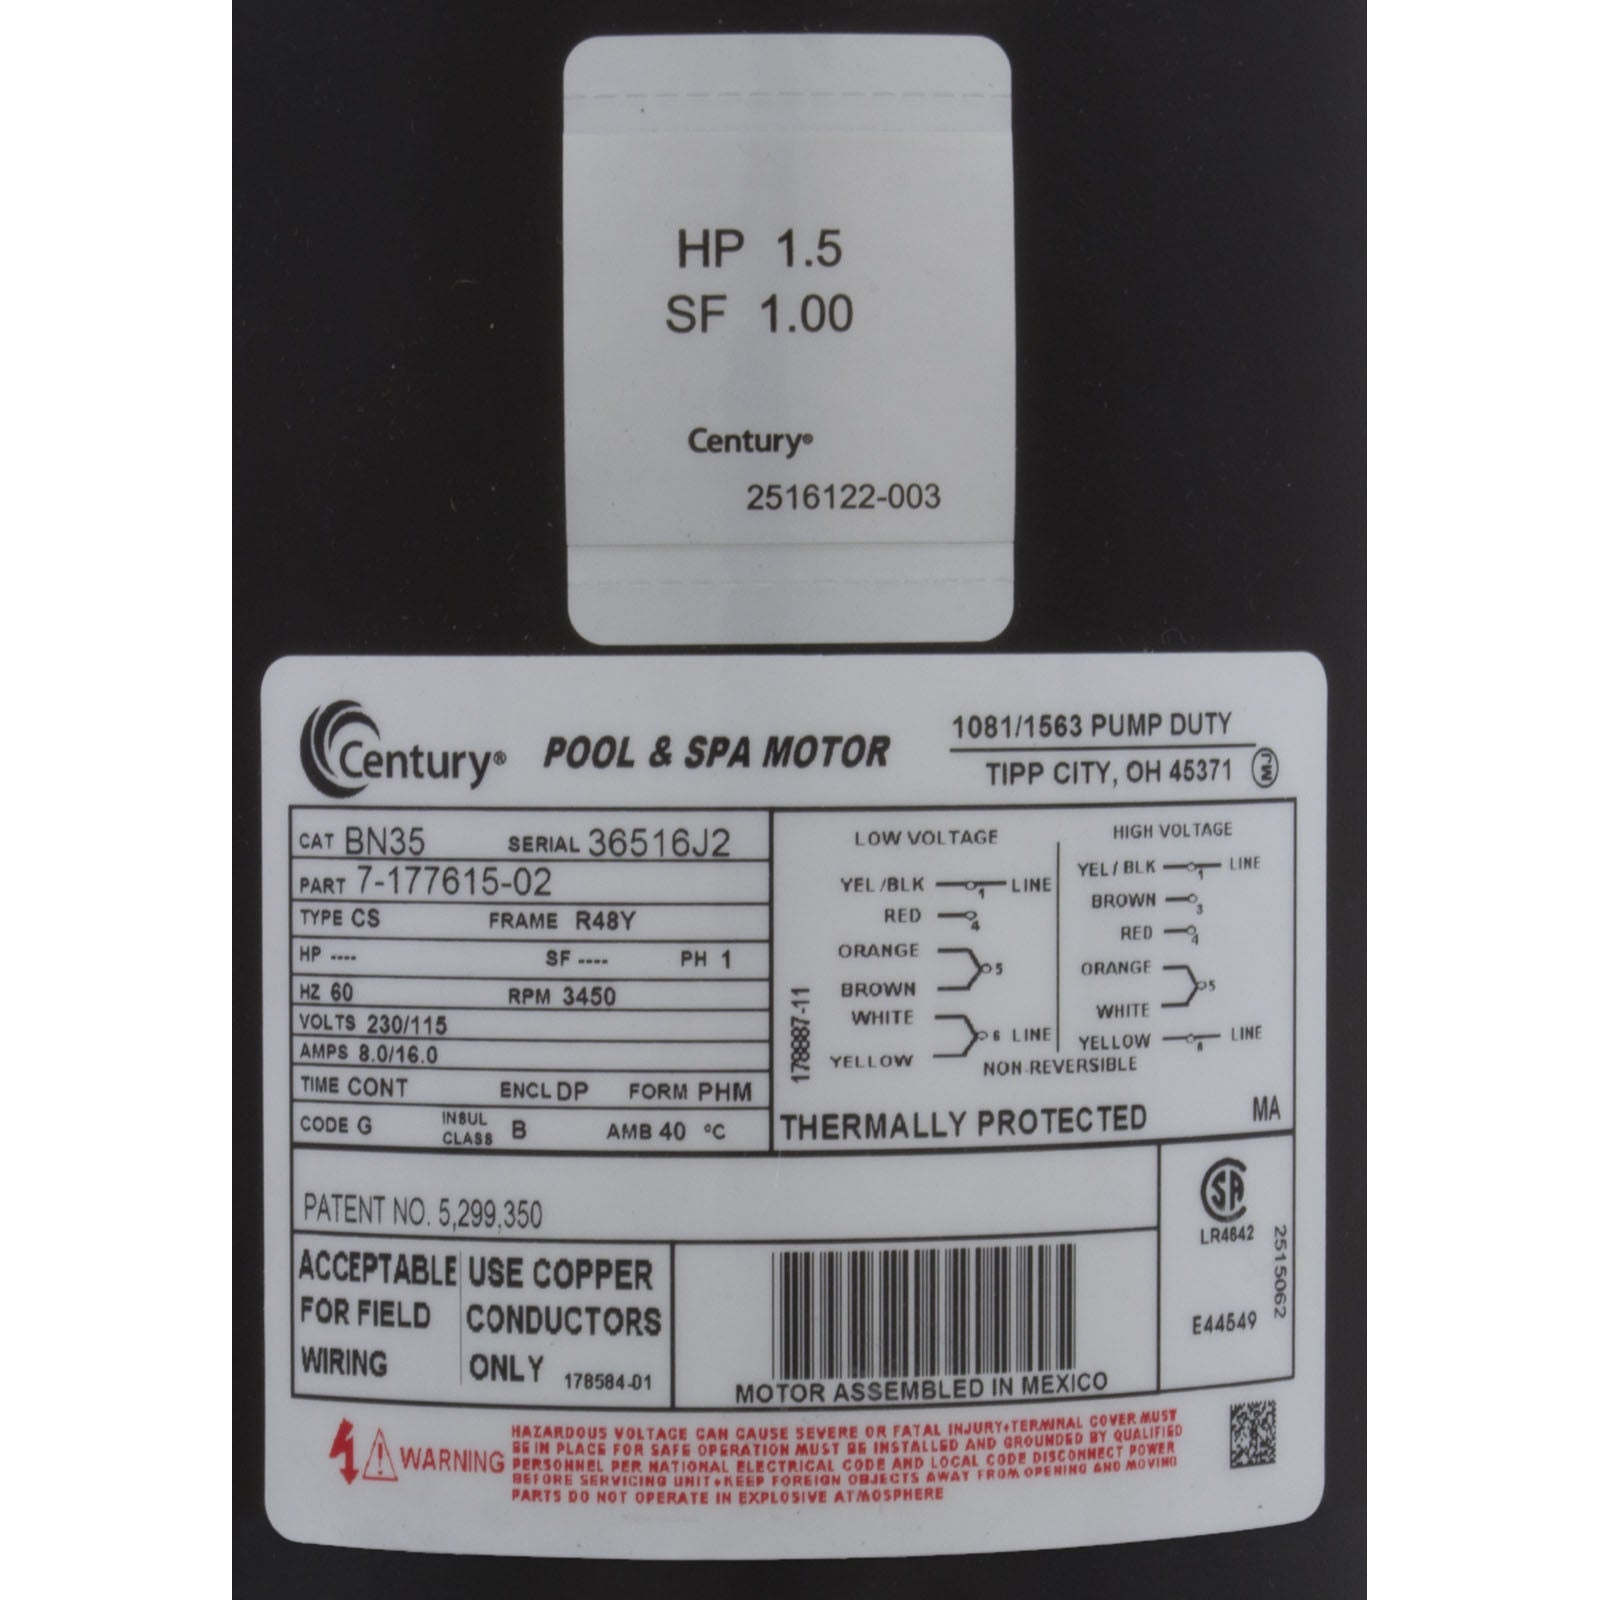 HP 1.5
SF 1.00
Century®
2516122-003
Century® POOL & SPA MOTOR
1081/1563 PUMP DUTY
TIPP CITY, OH 45371
CAT BN35 SERIAL 36516J2
PART 7-177615-02
TYPE CS FRAME R48Y
HP ---- SF ---- PH 1
HZ 60 RPM 3450
VOLTS 230/115
AMPS 8.0/16.0
TIME CONT ENCL DP FORM PHM
CODE G INSUL CLASS B AMB 40 °C
178887-11
LOW VOLTAGE
YEL/BLK 1 LINE
RED 4
ORANGE 5
BROWN
WHITE 6 LINE
YELLOW
HIGH VOLTAGE
YEL/BLK 1 LINE
BROWN 3
RED 4
ORANGE 5
WHITE
YELLOW LINE
NON-REVERSIBLE
THERMALLY PROTECTED MA
PATENT NO. 5,299,350
ACCEPTABLE
FOR FIELD
WIRING
USE COPPER
CONDUCTORS
ONLY 178584-01
MOTOR ASSEMBLED IN MEXICO
LR4642
E44549
2515062
WARNING
HAZARDOUS VOLTAGE CAN CAUSE SEVERE OR FATAL INJURY•TERMINAL COVER MUST
BE IN PLACE FOR SAFE OPERATION MUST BE INSTALLED AND GROUNDED BY QUALIFIED
PERSONNEL PER NATIONAL ELECTRICAL CODE AND LOCAL CODE DISCONNECT POWER
BEFORE SERVICING UNIT•KEEP FOREIGN OBJECTS AWAY FROM OPENING AND MOVING
PARTS DO NOT OPERATE IN EXPLOSIVE ATMOSPHERE